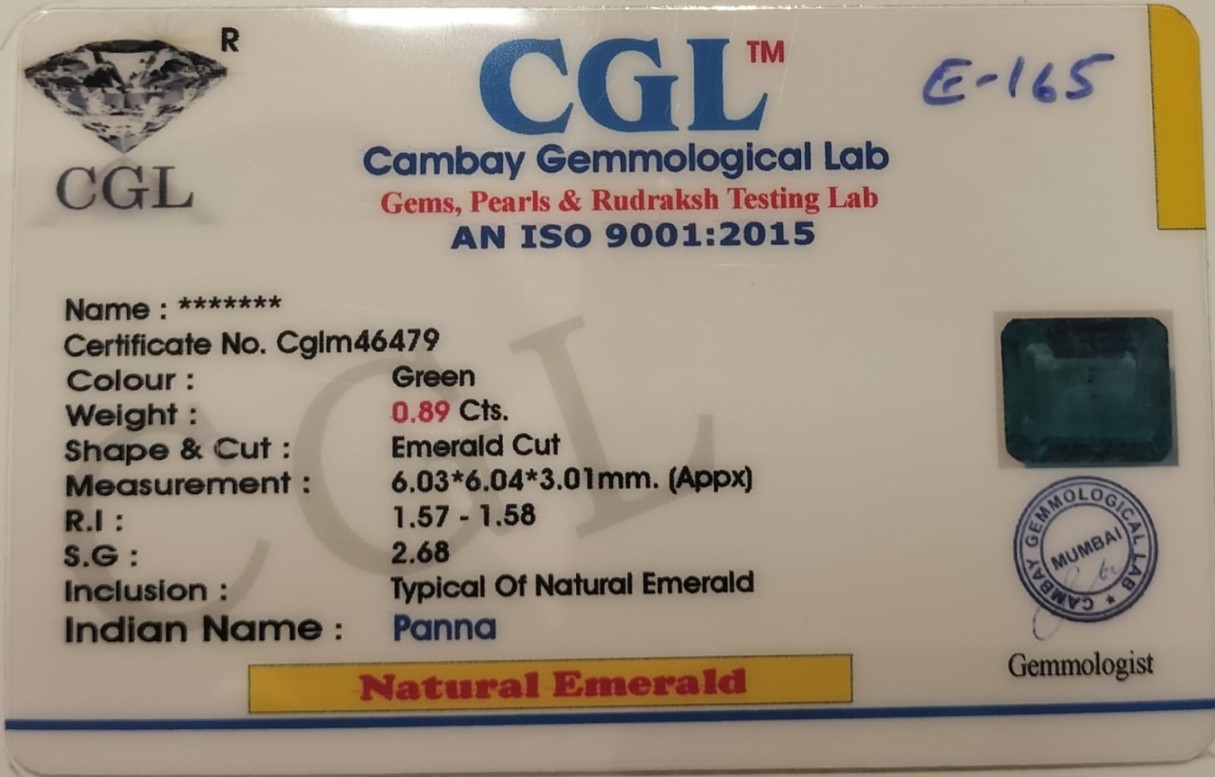 R
CGL
CGL™
Cambay Gemmological Lab
Gems, Pearls & Rudraksh Testing Lab
AN ISO 9001:2015
E-165
Name : *******
Certificate No. Cglm46479
Colour : Green
Weight : 0.89 Cts.
Shape & Cut : Emerald Cut
Measurement : 6.03*6.04*3.01mm. (Appx)
R.I : 1.57 - 1.58
S.G : 2.68
Inclusion : Typical Of Natural Emerald
Indian Name : Panna
Natural Emerald
CGL
CAMBAY GEMMOLOGICAL LAB ★
MUMBAI
Gemmologist